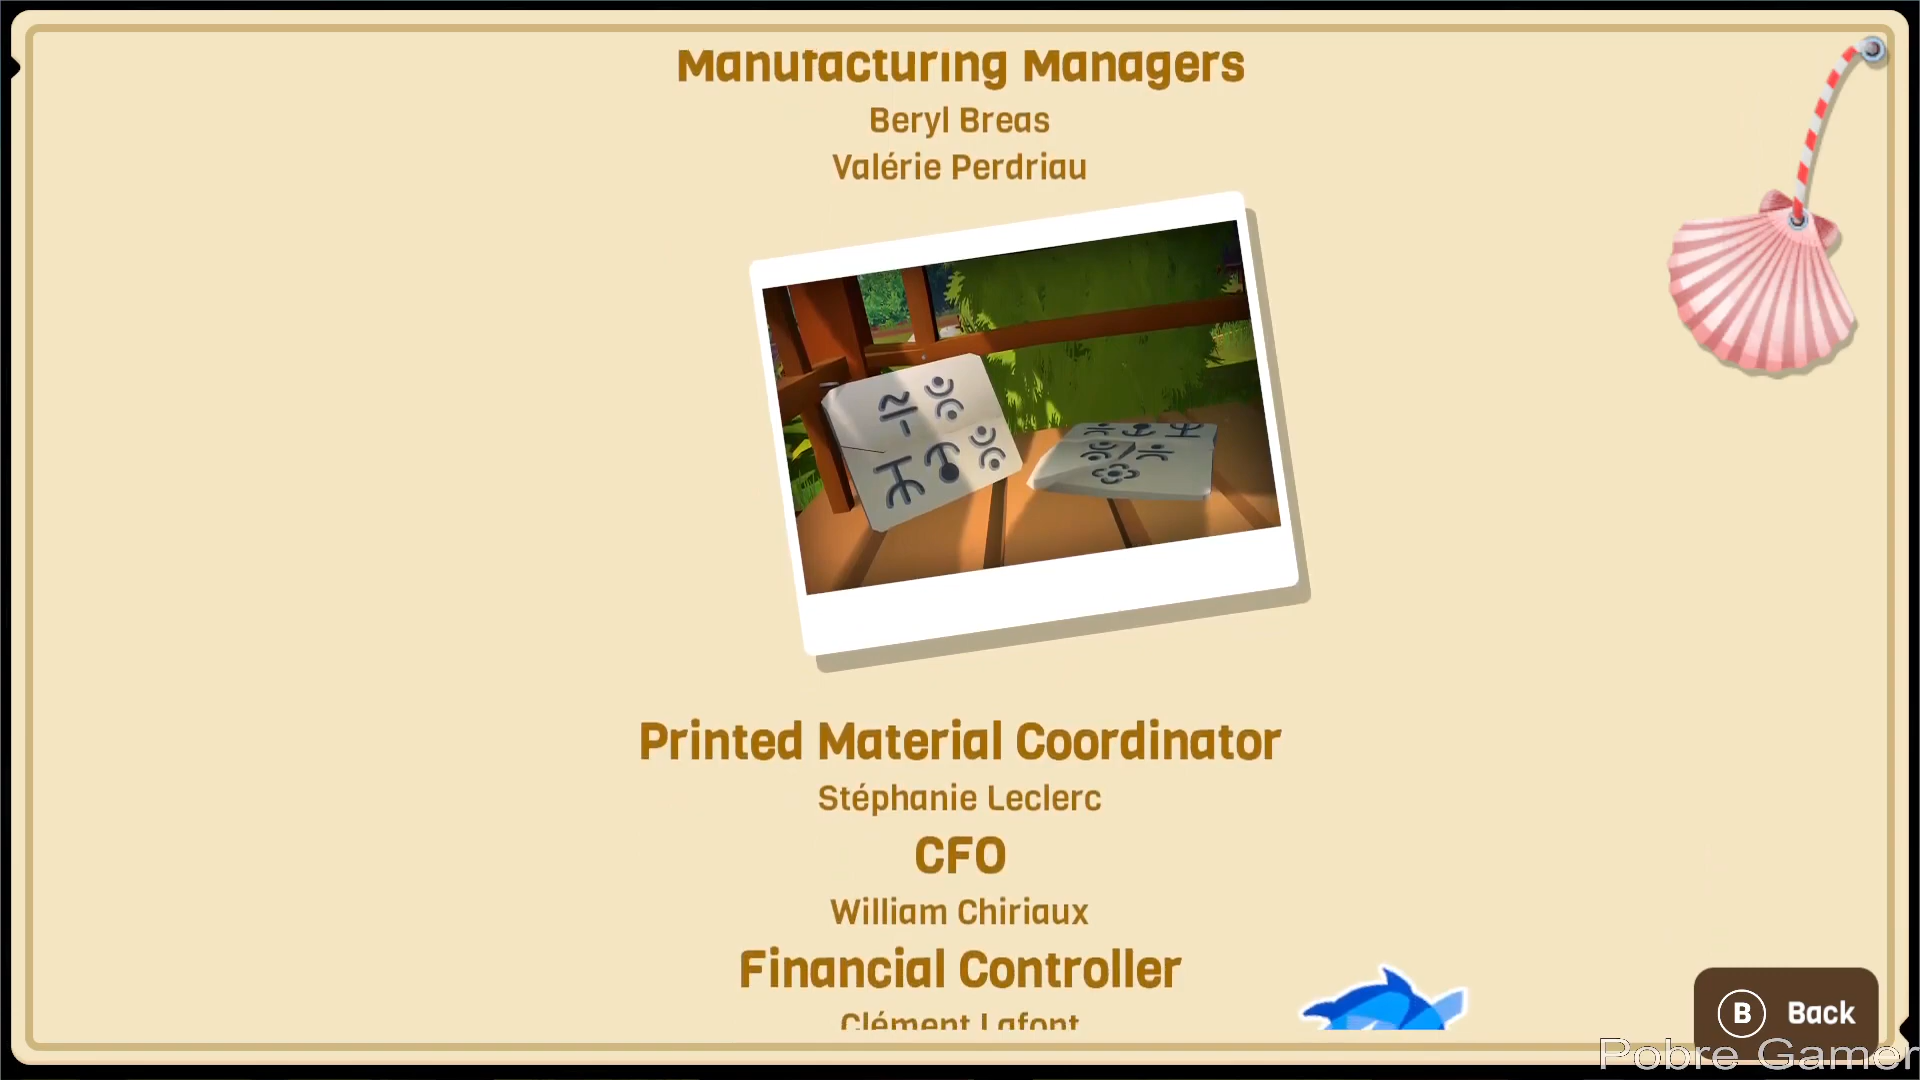 Manufacturing Managers
Beryl Breas
Valérie Perdriau
Printed Material Coordinator
Stéphanie Leclerc
CFO
William Chiriaux
Financial Controller
Clément Lafont
B Back
Pobre Gamer